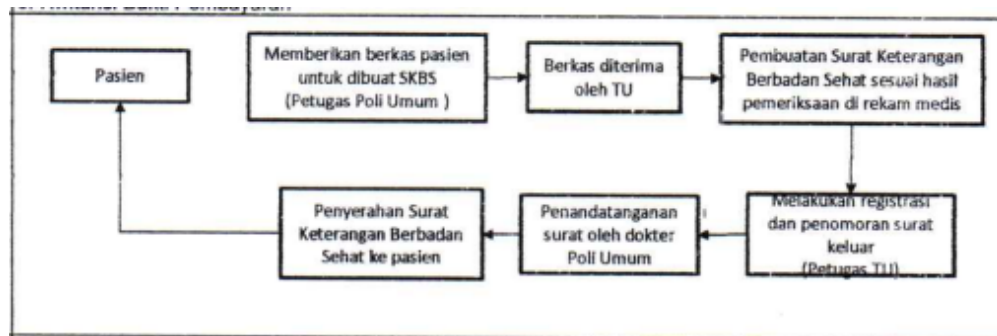 Pembayaran
Pasien
Memberikan berkas pasien
untuk dibuat SKBS
(Petugas Poli Umum )
Berkas diterima
oleh TU
Pembuatan Surat Keterangan
Berbadan Sehat sesuai hasil
pemeriksaan di rekam medis
Melakukan registrasi
dan penomoran surat
keluar
(Petugas TU)
Penandatanganan
surat oleh dokter
Poli Umum
Penyerahan Surat
Keterangan Berbadan
Sehat ke pasien